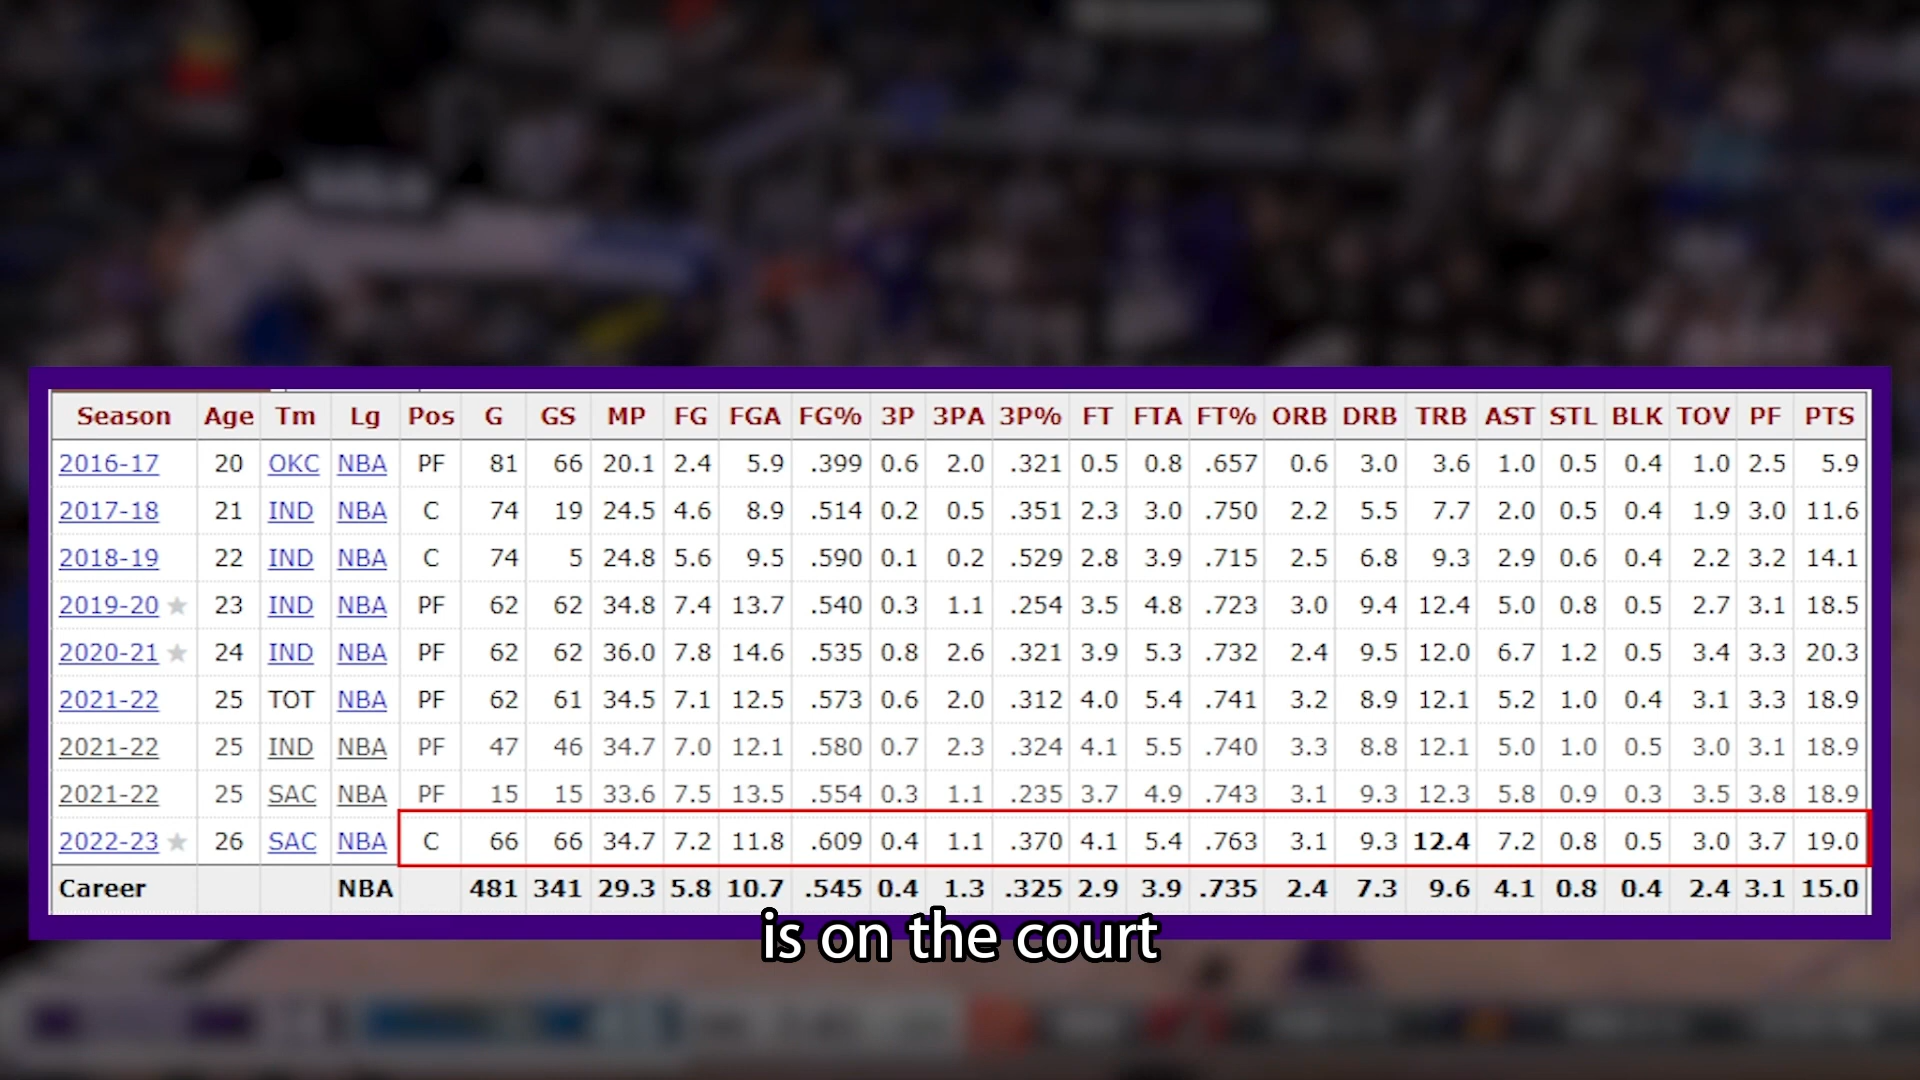 Season Age Tm Lg Pos G GS MP FG FGA FG% 3P 3PA 3P% FT FTA FT% ORB DRB TRB AST STL BLK TOV PF PTS
2016-17 20 OKC NBA PF 81 66 20.1 2.4 5.9 .399 0.6 2.0 .321 0.5 0.8 .657 0.6 3.0 3.6 1.0 0.5 0.4 1.0 2.5 5.9
2017-18 21 IND NBA C 74 19 24.5 4.6 8.9 .514 0.2 0.5 .351 2.3 3.0 .750 2.2 5.5 7.7 2.0 0.5 0.4 1.9 3.0 11.6
2018-19 22 IND NBA C 74 5 24.8 5.6 9.5 .590 0.1 0.2 .529 2.8 3.9 .715 2.5 6.8 9.3 2.9 0.6 0.4 2.2 3.2 14.1
2019-20 ★ 23 IND NBA PF 62 62 34.8 7.4 13.7 .540 0.3 1.1 .254 3.5 4.8 .723 3.0 9.4 12.4 5.0 0.8 0.5 2.7 3.1 18.5
2020-21 ★ 24 IND NBA PF 62 62 36.0 7.8 14.6 .535 0.8 2.6 .321 3.9 5.3 .732 2.4 9.5 12.0 6.7 1.2 0.5 3.4 3.3 20.3
2021-22 25 TOT NBA PF 62 61 34.5 7.1 12.5 .573 0.6 2.0 .312 4.0 5.4 .741 3.2 8.9 12.1 5.2 1.0 0.4 3.1 3.3 18.9
2021-22 25 IND NBA PF 47 46 34.7 7.0 12.1 .580 0.7 2.3 .324 4.1 5.5 .740 3.3 8.8 12.1 5.0 1.0 0.5 3.0 3.1 18.9
2021-22 25 SAC NBA PF 15 15 33.6 7.5 13.5 .554 0.3 1.1 .235 3.7 4.9 .743 3.1 9.3 12.3 5.8 0.9 0.3 3.5 3.8 18.9
2022-23 ★ 26 SAC NBA C 66 66 34.7 7.2 11.8 .609 0.4 1.1 .370 4.1 5.4 .763 3.1 9.3 12.4 7.2 0.8 0.5 3.0 3.7 19.0
Career NBA 481 341 29.3 5.8 10.7 .545 0.4 1.3 .325 2.9 3.9 .735 2.4 7.3 9.6 4.1 0.8 0.4 2.4 3.1 15.0
is on the court